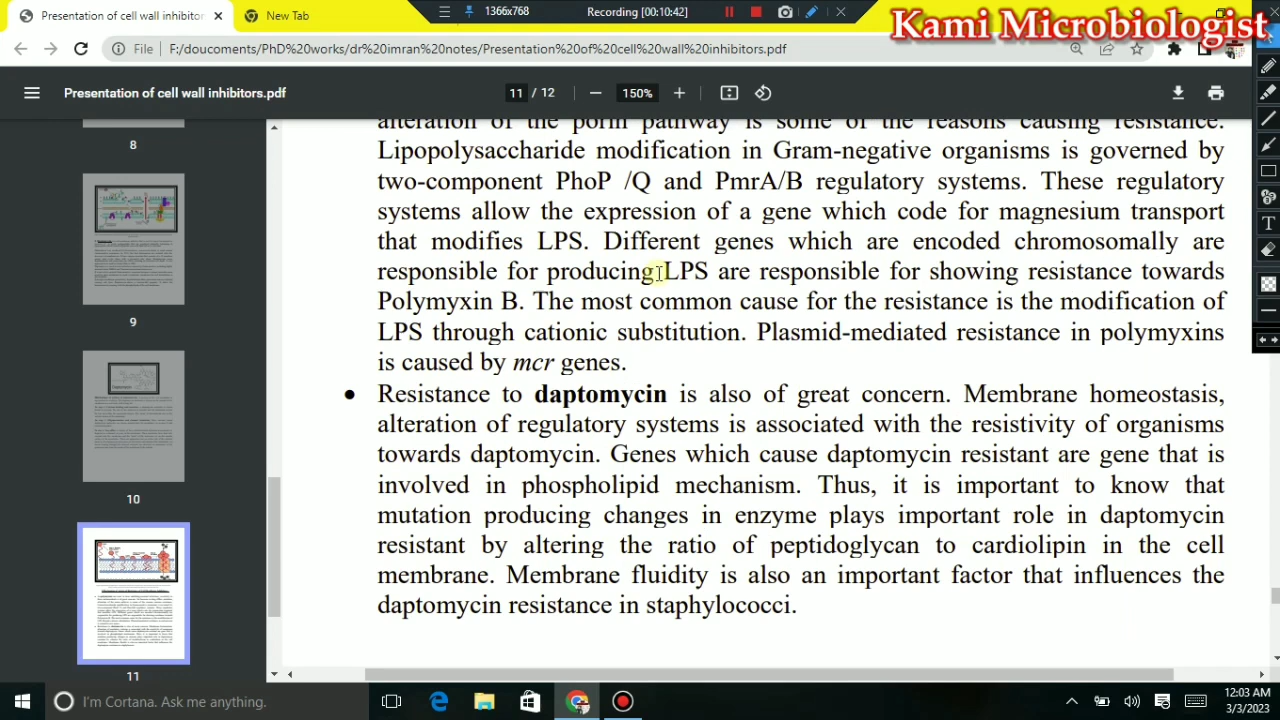 Presentation of cell wall inhibitor
New Tab
1366x768
Recording [00:10:42]
Kami Microbiologist
File
F:/doucoments/PhD%20works/dr%20imran%20notes/Presentation%20of%20cell%20wall%20inhibitors.pdf
Presentation of cell wall inhibitors.pdf
11 / 12
150%
8
9
10
11
alteration of the porin pathway is some of the reasons causing resistance.
Lipopolysaccharide modification in Gram-negative organisms is governed by
two-component PhoP /Q and PmrA/B regulatory systems. These regulatory
systems allow the expression of a gene which code for magnesium transport
that modifies LPS. Different genes which are encoded chromosomally are
responsible for producing LPS are responsible for showing resistance towards
Polymyxin B. The most common cause for the resistance is the modification of
LPS through cationic substitution. Plasmid-mediated resistance in polymyxins
is caused by mcr genes.
• Resistance to daptomycin is also of great concern. Membrane homeostasis,
alteration of regulatory systems is associated with the resistivity of organisms
towards daptomycin. Genes which cause daptomycin resistant are gene that is
involved in phospholipid mechanism. Thus, it is important to know that
mutation producing changes in enzyme plays important role in daptomycin
resistant by altering the ratio of peptidoglycan to cardiolipin in the cell
membrane. Membrane fluidity is also an important factor that influences the
daptomycin resistance in staphylococci.
I'm Cortana. Ask me anything.
12:03 AM
3/3/2023